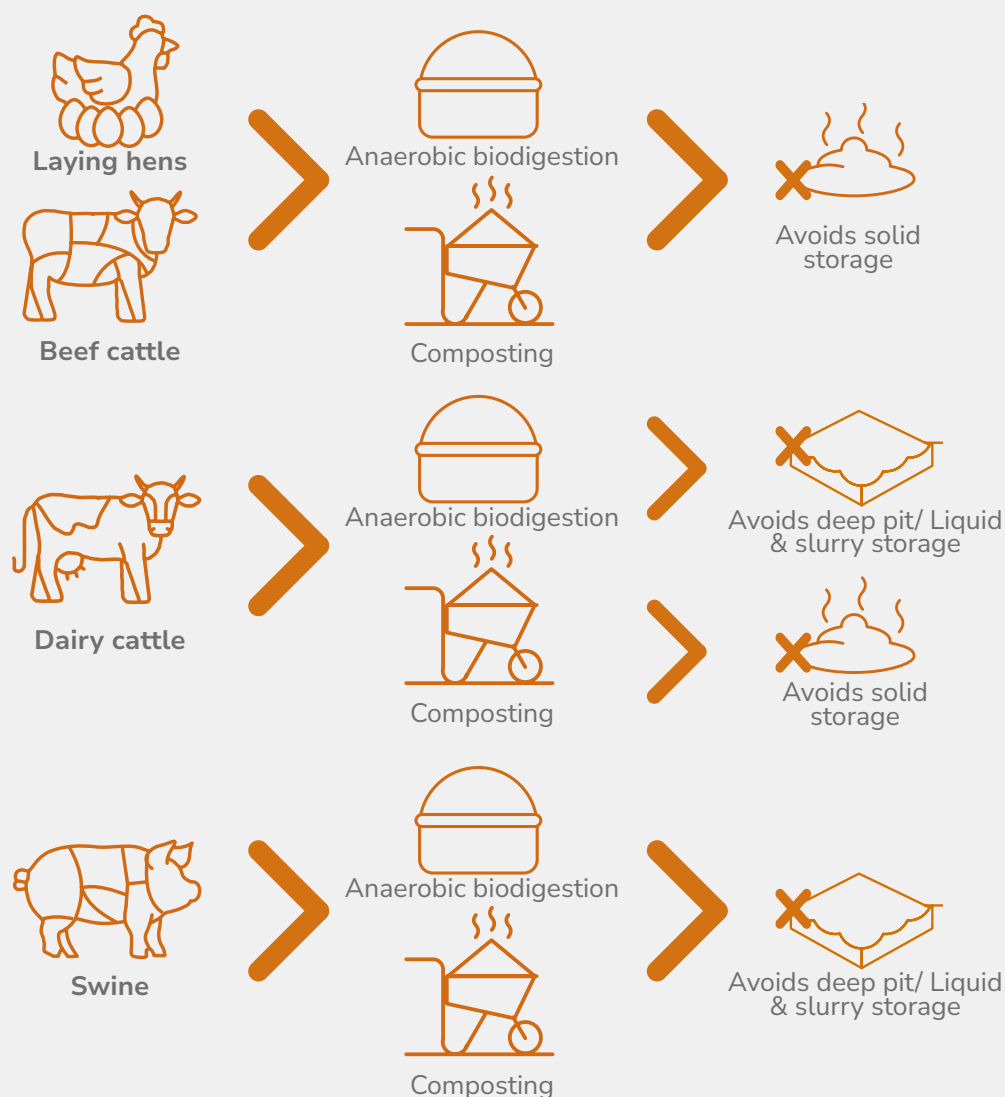 Laying hens
Beef cattle
Anaerobic biodigestion
Composting
Avoids solid
storage
Dairy cattle
Anaerobic biodigestion
Composting
Avoids deep pit/ Liquid
& slurry storage
Avoids solid
storage
Swine
Anaerobic biodigestion
Composting
Avoids deep pit/ Liquid
& slurry storage